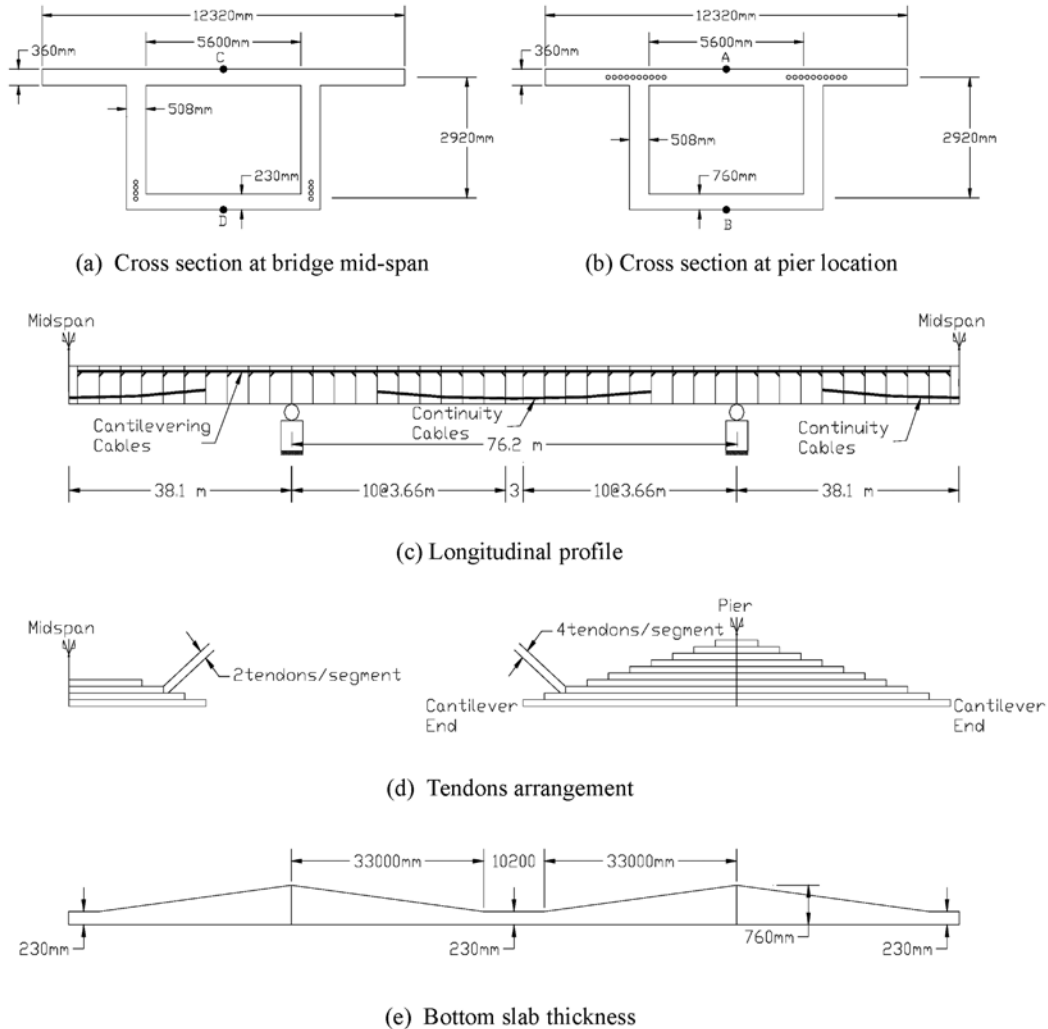 12320mm
5600mm
C
360mm
508mm
2920mm
230mm
D
(a) Cross section at bridge mid-span
12320mm
5600mm
A
360mm
508mm
2920mm
760mm
B
(b) Cross section at pier location
Midspan
Midspan
Cantilevering
Cables
Continuity
Cables
Continuity
Cables
76.2 m
38.1 m
10@3.66m
3
10@3.66m
38.1 m
(c) Longitudinal profile
Midspan
2tendons/segment
Pier
4tendons/segment
Cantilever
End
Cantilever
End
(d) Tendons arrangement
33000mm
10200
33000mm
230mm
230mm
760mm
230mm
(e) Bottom slab thickness